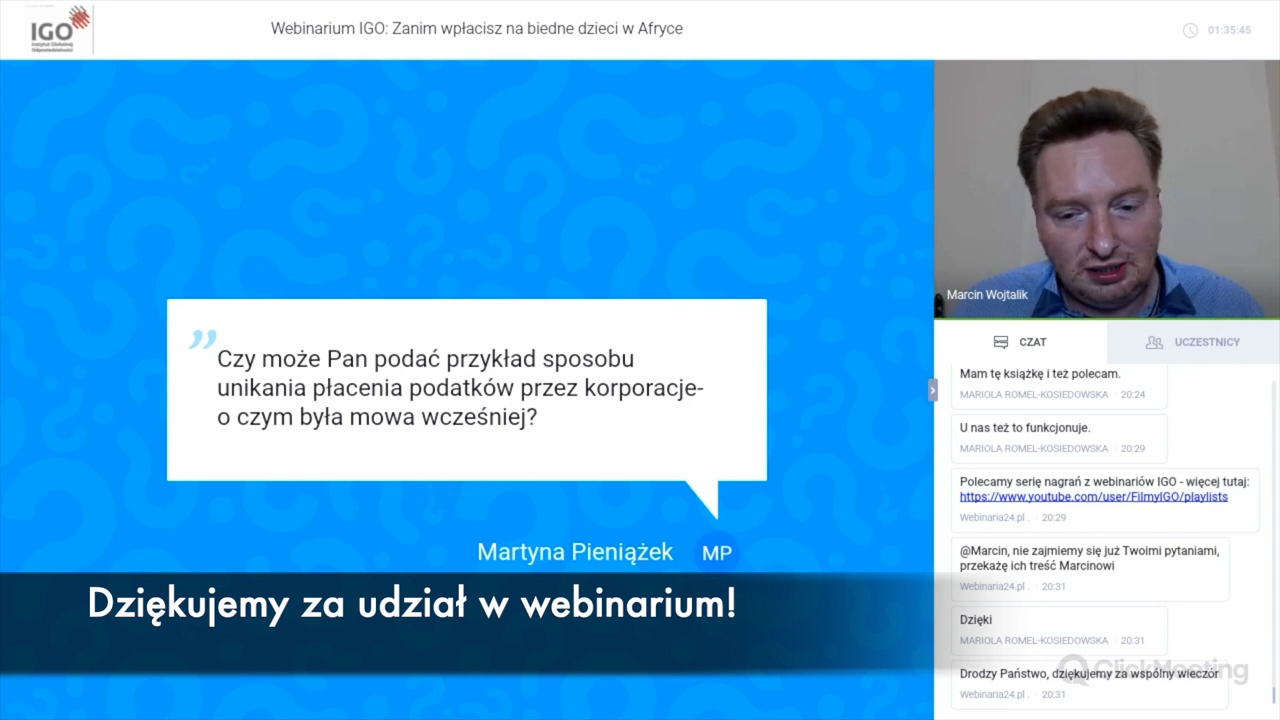 IGO
Instytut Globalnej
Odpowiedzialności
Webinarium IGO: Zanim wpłacisz na biedne dzieci w Afryce
01:35:45
Czy może Pan podać przykład sposobu
unikania płacenia podatków przez korporacje-
o czym była mowa wcześniej?
Martyna Pieniążek MP
Dziękujemy za udział w webinarium!
Marcin Wojtalik
CZAT
UCZESTNICY
Mam tę książkę i też polecam.
MARIOLA ROMEL-KOSIEDOWSKA 20:24
U nas też to funkcjonuje.
MARIOLA ROMEL-KOSIEDOWSKA 20:29
Polecamy serię nagrań z webinariów IGO - więcej tutaj:
https://www.youtube.com/user/FilmyIGO/playlists
Webinaria24.pl . 20:29
@Marcin, nie zajmiemy się już Twoimi pytaniami,
przekażę ich treść Marcinowi
Webinaria24.pl . 20:31
Dzięki
MARIOLA ROMEL-KOSIEDOWSKA 20:31
Drodzy Państwo, dziękujemy za wspólny wieczór
Webinaria24.pl . 20:31
ClickMeeting